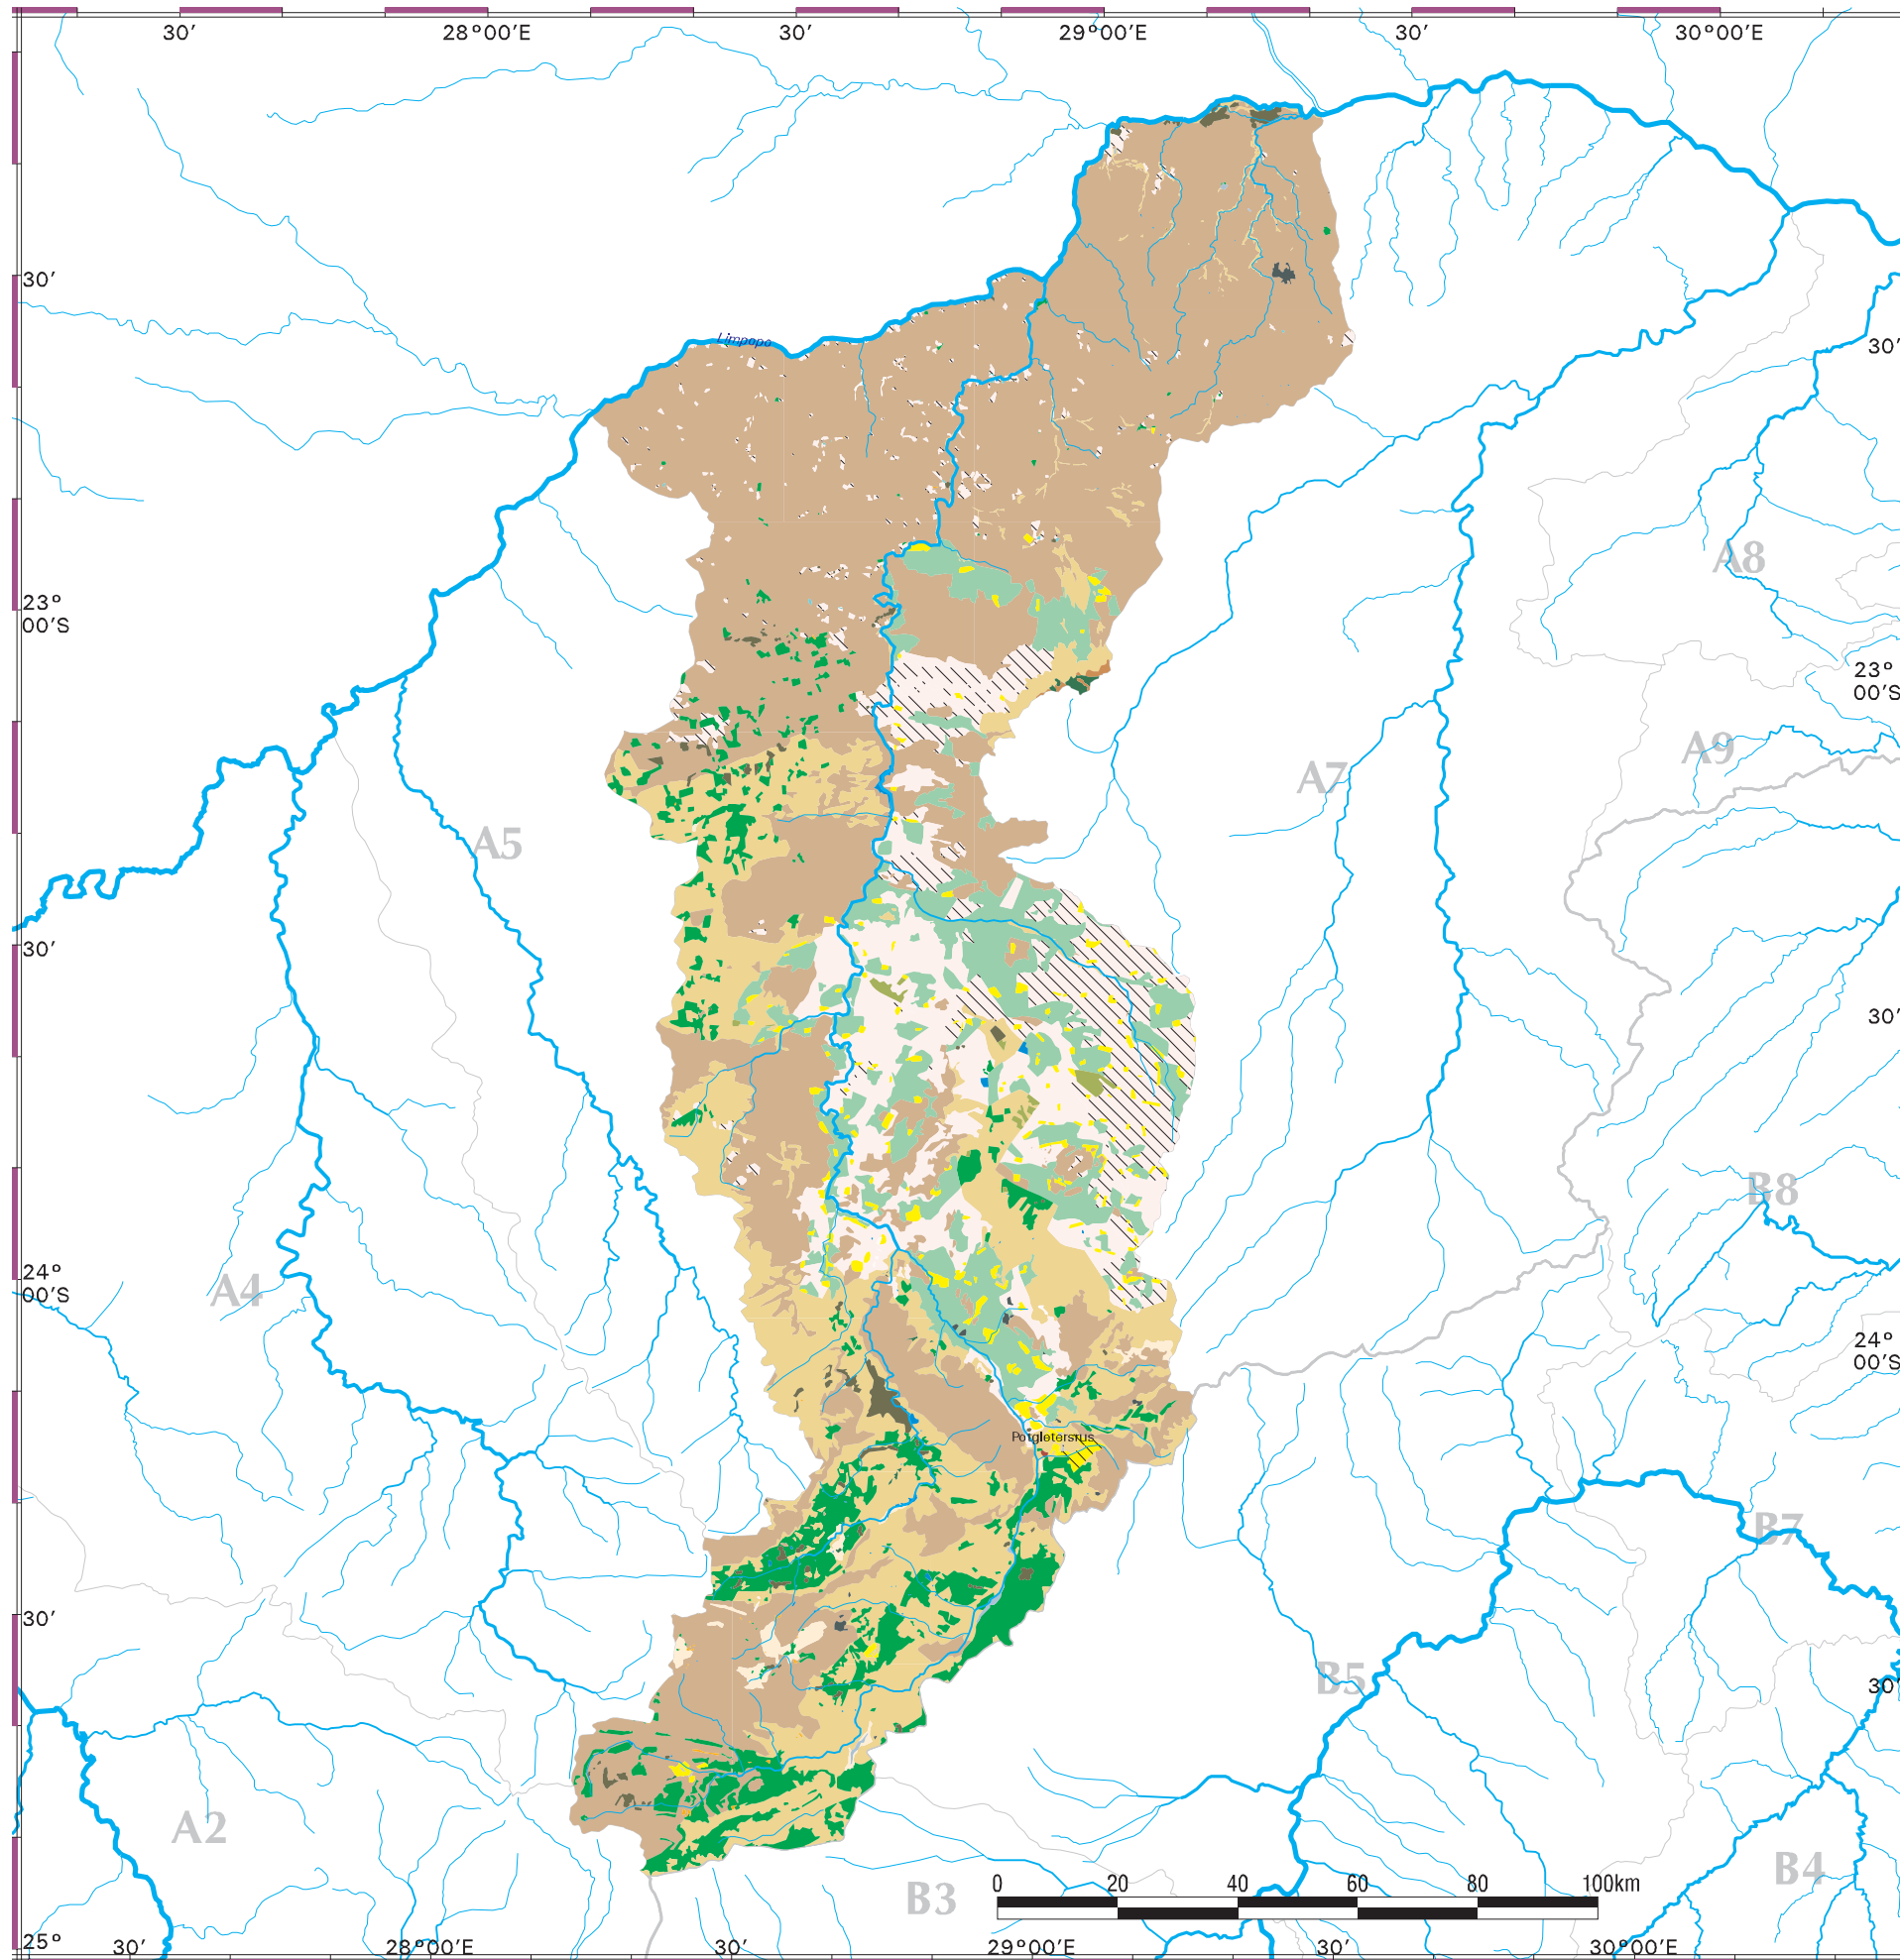 30’ 28°00’E 30’ 29°00’E 30’ 30°00’E
30’
Limpopo
30’
A8
23°
00’S
23°
00’S
A9
A7
A5
30’
30’
B8
24°
00’S
A4
24°
00’S
Potgietersrus
B7
30’
B5
30’
A2
B4
B3
0 20 40 60 80 100km
25° 30’ 28°00’E 30’ 29°00’E 30’ 30°00’E